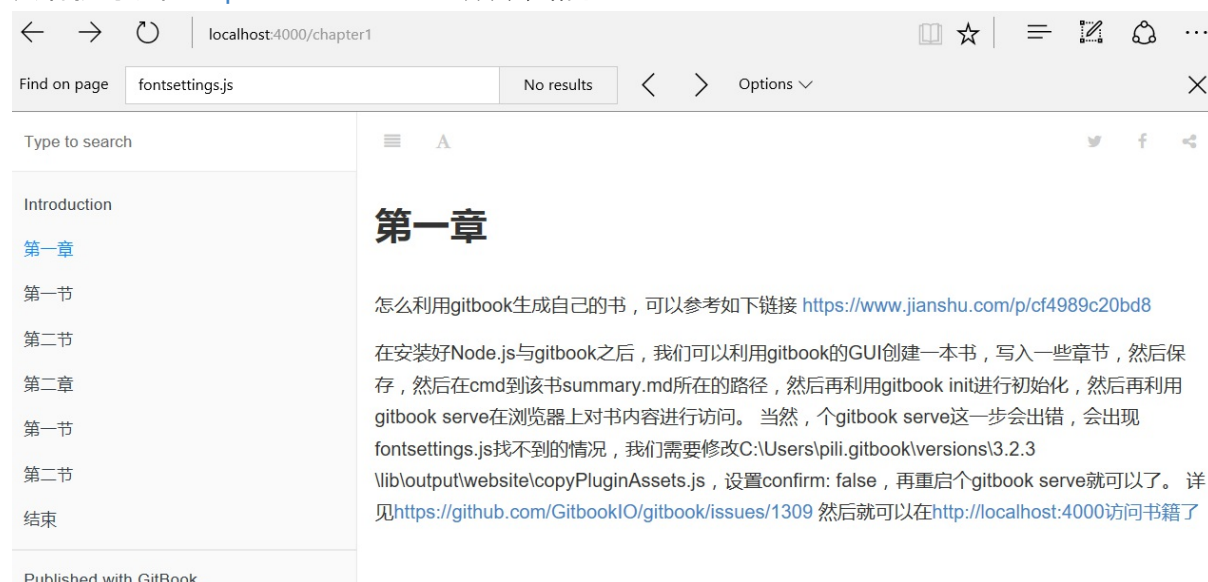 localhost:4000/chapter1
Find on page fontsettings.js No results Options
Type to search
A
Introduction
第一章
第一节
第二节
第二章
第一节
第二节
结束
Published with GitBook
第一章
怎么利用gitbook生成自己的书，可以参考如下链接 https://www.jianshu.com/p/cf4989c20bd8
在安装好Node.js与gitbook之后，我们可以利用gitbook的GUI创建一本书，写入一些章节，然后保
存，然后在cmd到该书summary.md所在的路径，然后再利用gitbook init进行初始化，然后再利用
gitbook serve在浏览器上对书内容进行访问。 当然，个gitbook serve这一步会出错，会出现
fontsettings.js找不到的情况，我们需要修改C:\Users\pili.gitbook\versions\3.2.3
\lib\output\website\copyPluginAssets.js，设置confirm: false，再重启个gitbook serve就可以了。 详
见https://github.com/GitbookIO/gitbook/issues/1309 然后就可以在http://localhost:4000访问书籍了